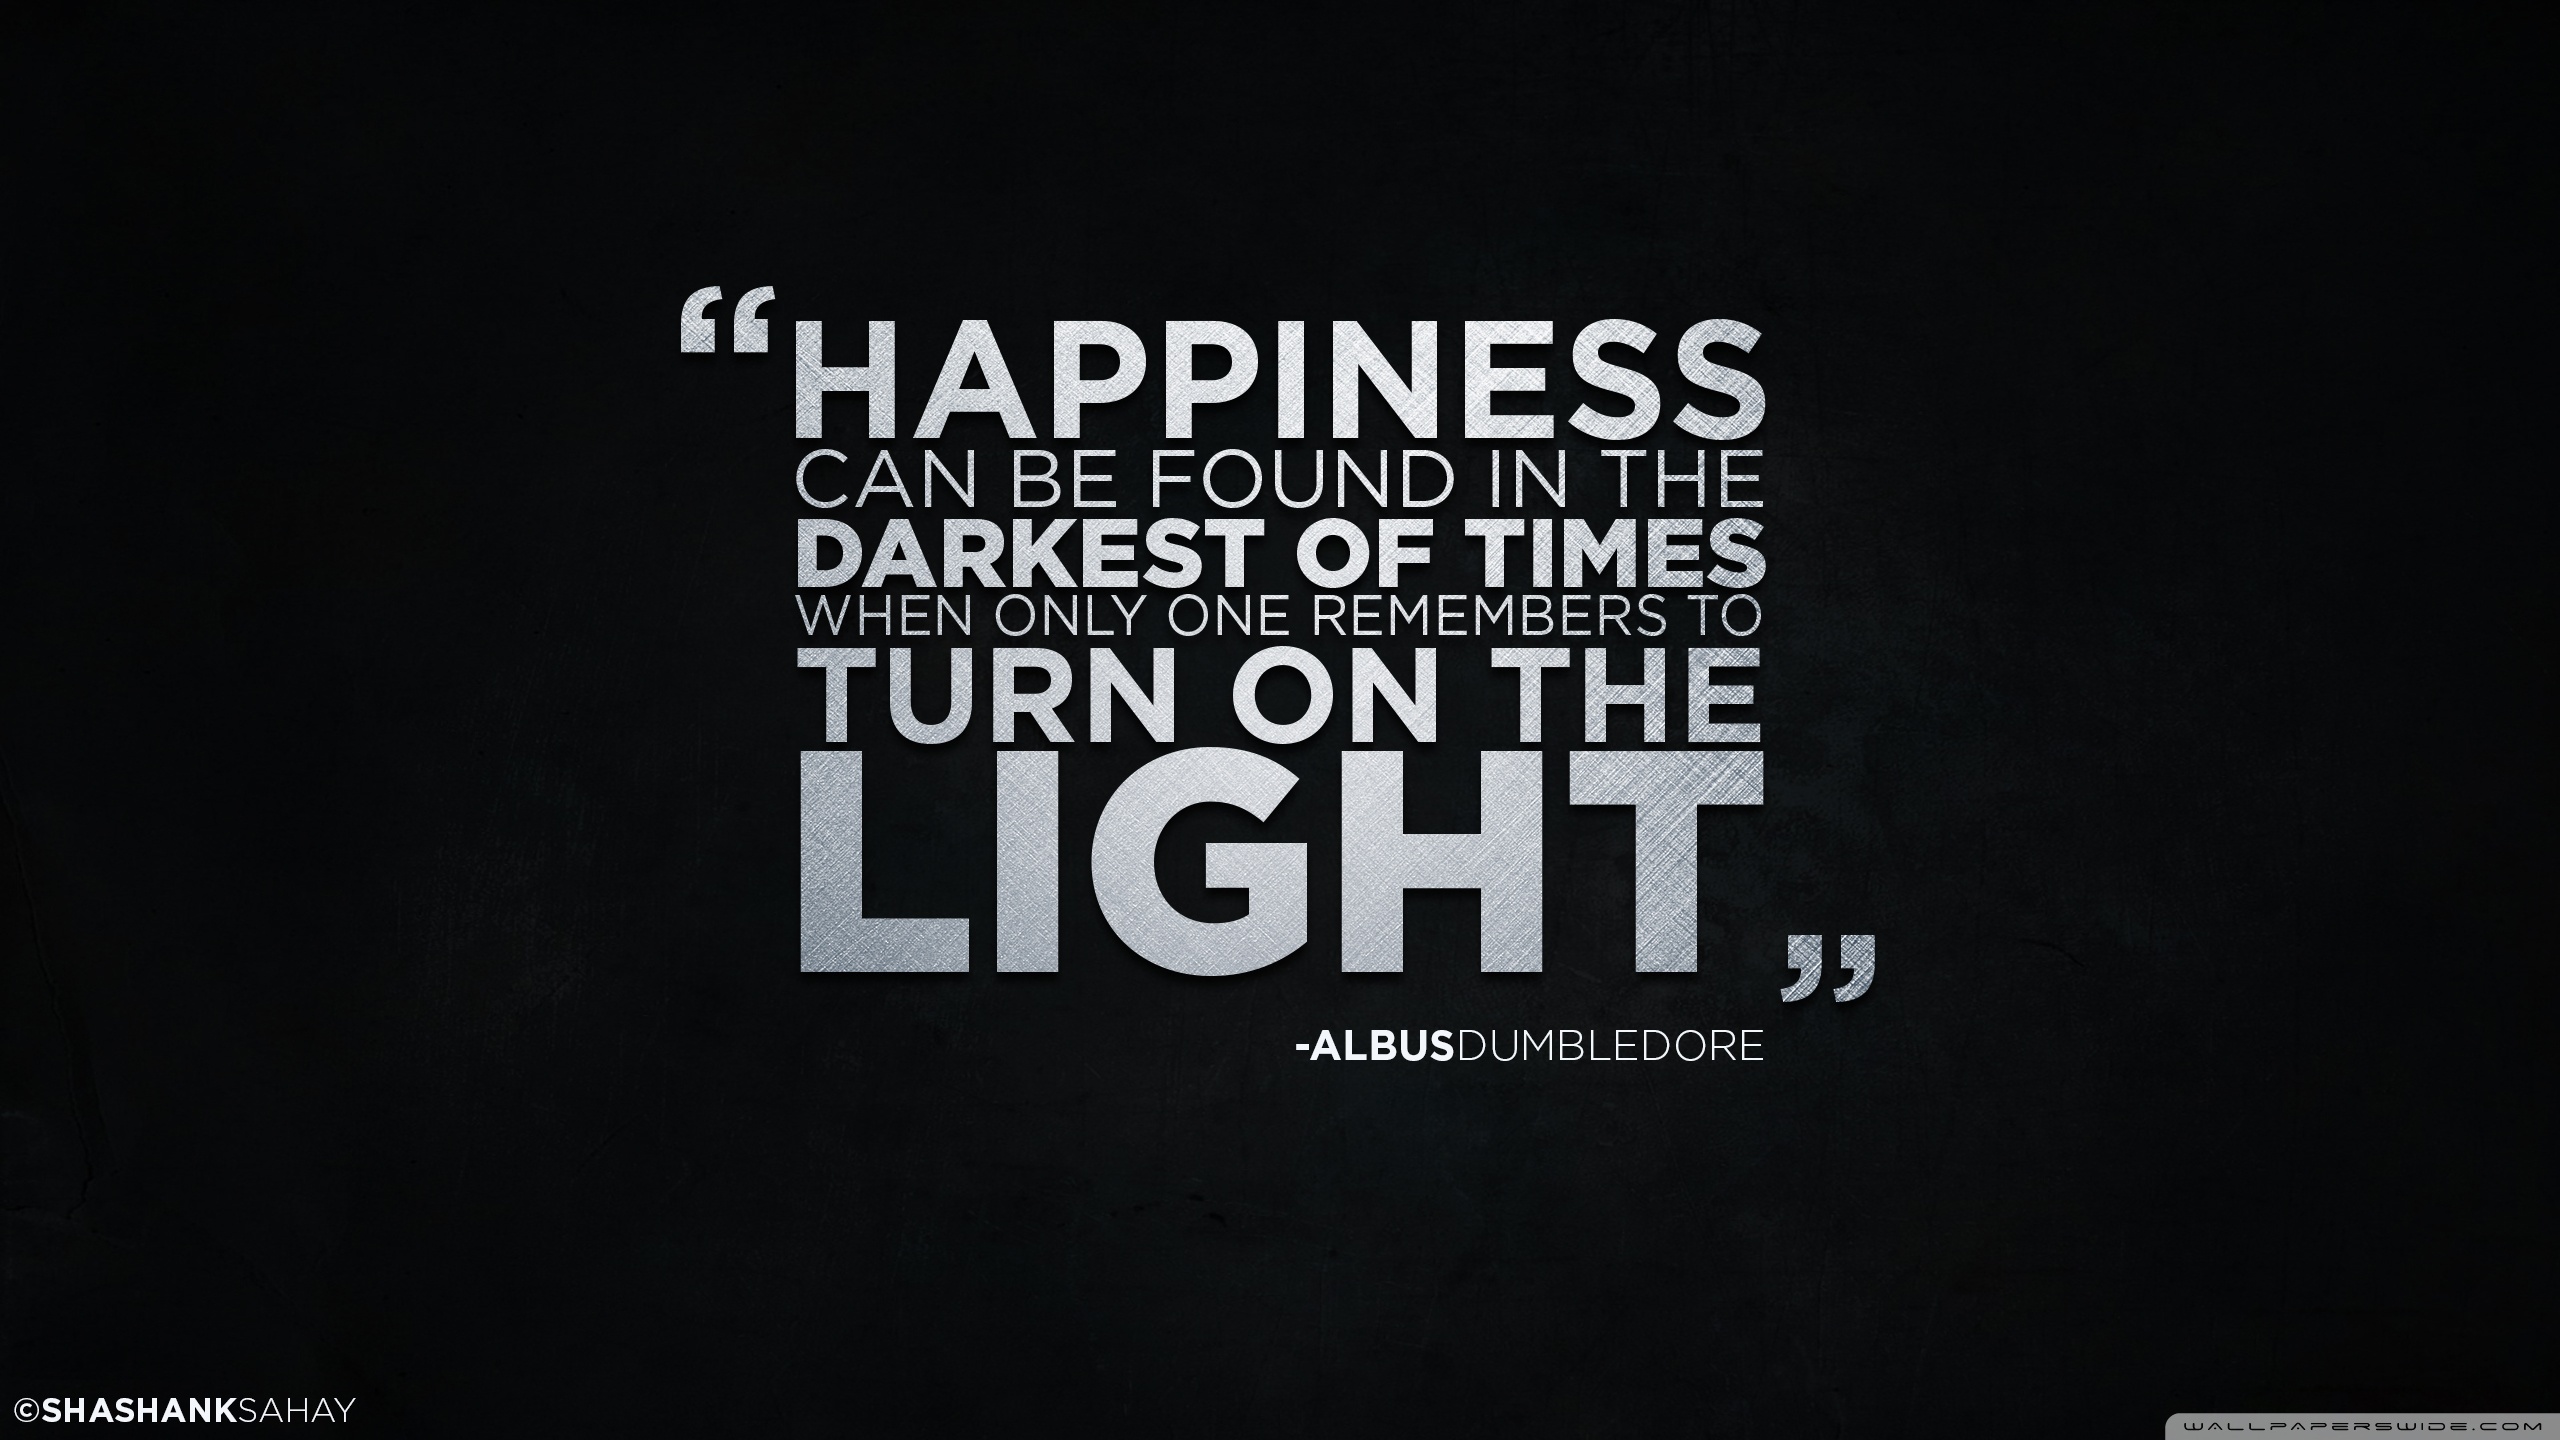 “HAPPINESS
CAN BE FOUND IN THE
DARKEST OF TIMES
WHEN ONLY ONE REMEMBERS TO
TURN ON THE
LIGHT”
-ALBUSDUMBLEDORE
©SHASHANKSAHAY
WALLPAPERSWIDE.COM